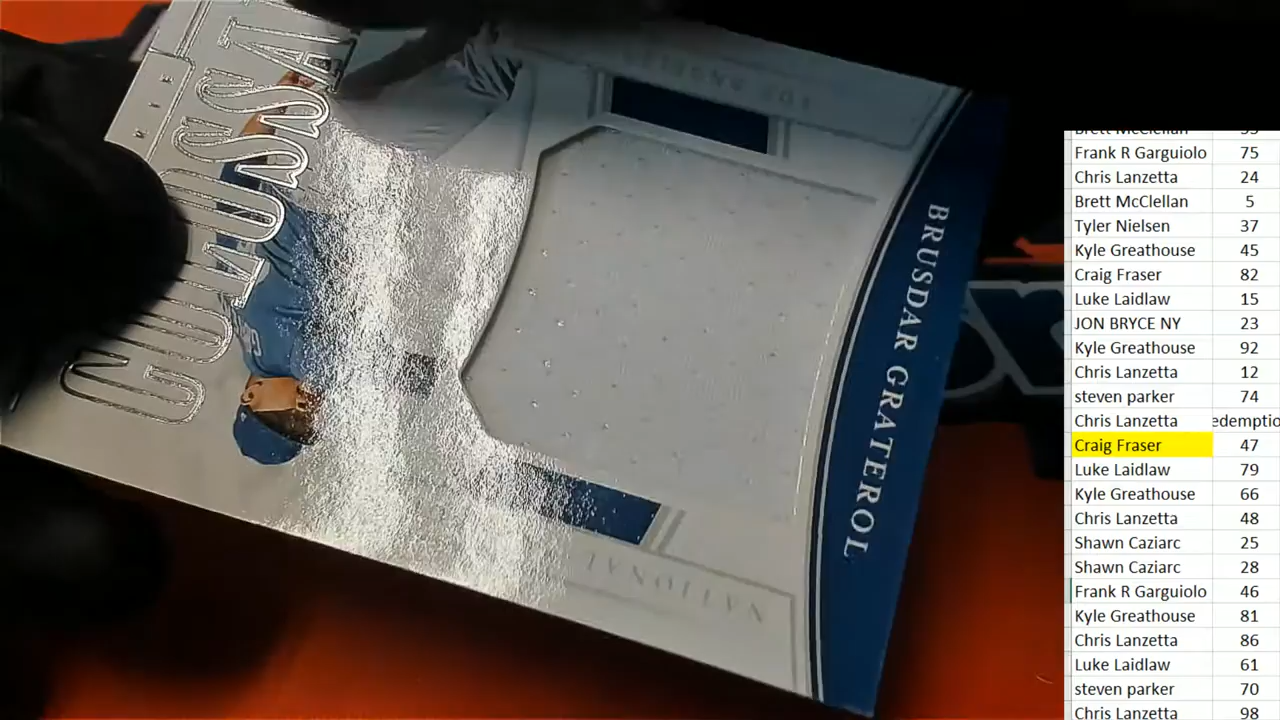 COLOSSAL
LOS ANGELES
BRUSDAR GRATEROL
NATIONAL
Brett McClellan
Frank R Garguiolo 75
Chris Lanzetta 24
Brett McClellan 5
Tyler Nielsen 37
Kyle Greathouse 45
Craig Fraser 82
Luke Laidlaw 15
JON BRYCE NY 23
Kyle Greathouse 92
Chris Lanzetta 12
steven parker 74
Chris Lanzetta edemptio
Craig Fraser 47
Luke Laidlaw 79
Kyle Greathouse 66
Chris Lanzetta 48
Shawn Caziarc 25
Shawn Caziarc 28
Frank R Garguiolo 46
Kyle Greathouse 81
Chris Lanzetta 86
Luke Laidlaw 61
steven parker 70
Chris Lanzetta 98